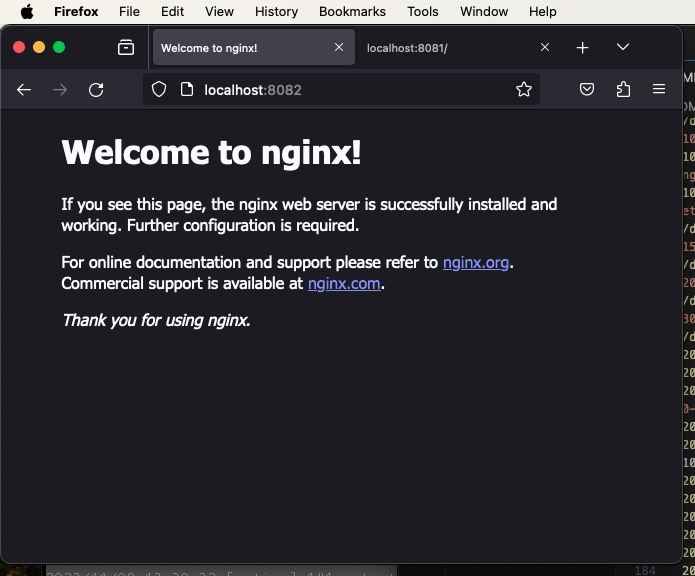 Firefox File Edit View History Bookmarks Tools Window Help
Welcome to nginx! localhost:8081/
localhost:8082
Welcome to nginx!
If you see this page, the nginx web server is successfully installed and
working. Further configuration is required.
For online documentation and support please refer to nginx.org.
Commercial support is available at nginx.com.
Thank you for using nginx.
184